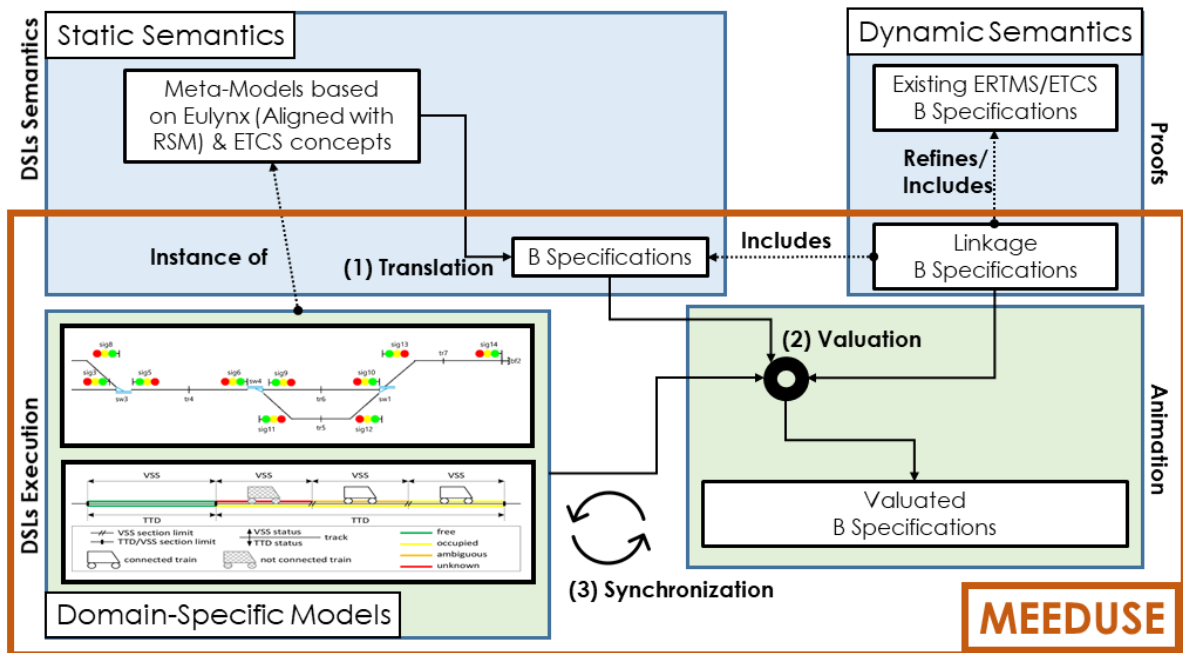 Static Semantics
Dynamic Semantics
DSLs Semantics
Meta-Models based
on Eulynx (Aligned with
RSM) & ETCS concepts
Existing ERTMS/ETCS
B Specifications
Proofs
Refines/
Includes
Instance of
(1) Translation
B Specifications
Includes
Linkage
B Specifications
DSLs Execution
sig8
sig13
sig14
tr7
bf2
sig3
sig5
sig6
sw4
sig9
sig10
sw3
tr4
tr6
sw1
sig11
tr5
sig12
(2) Valuation
Animation
VSS
VSS
VSS
VSS
TTD
TTD
VSS section limit
TTD/VSS section limit
VSS status
track
TTD status
connected train
not connected train
free
occupied
ambiguous
unknown
Valuated
B Specifications
(3) Synchronization
Domain-Specific Models
MEEDUSE